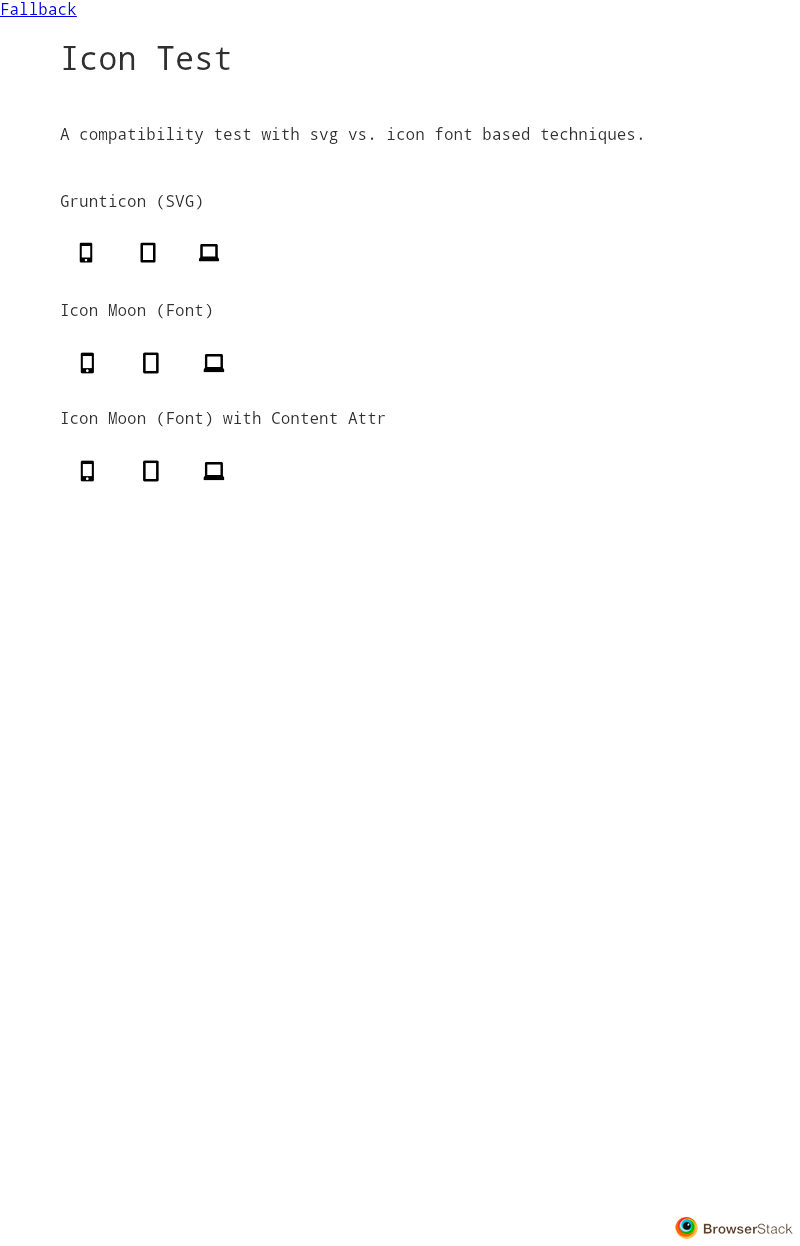 Fallback
Icon Test
A compatibility test with svg vs. icon font based techniques.
Grunticon (SVG)
Icon Moon (Font)
Icon Moon (Font) with Content Attr
BrowserStack